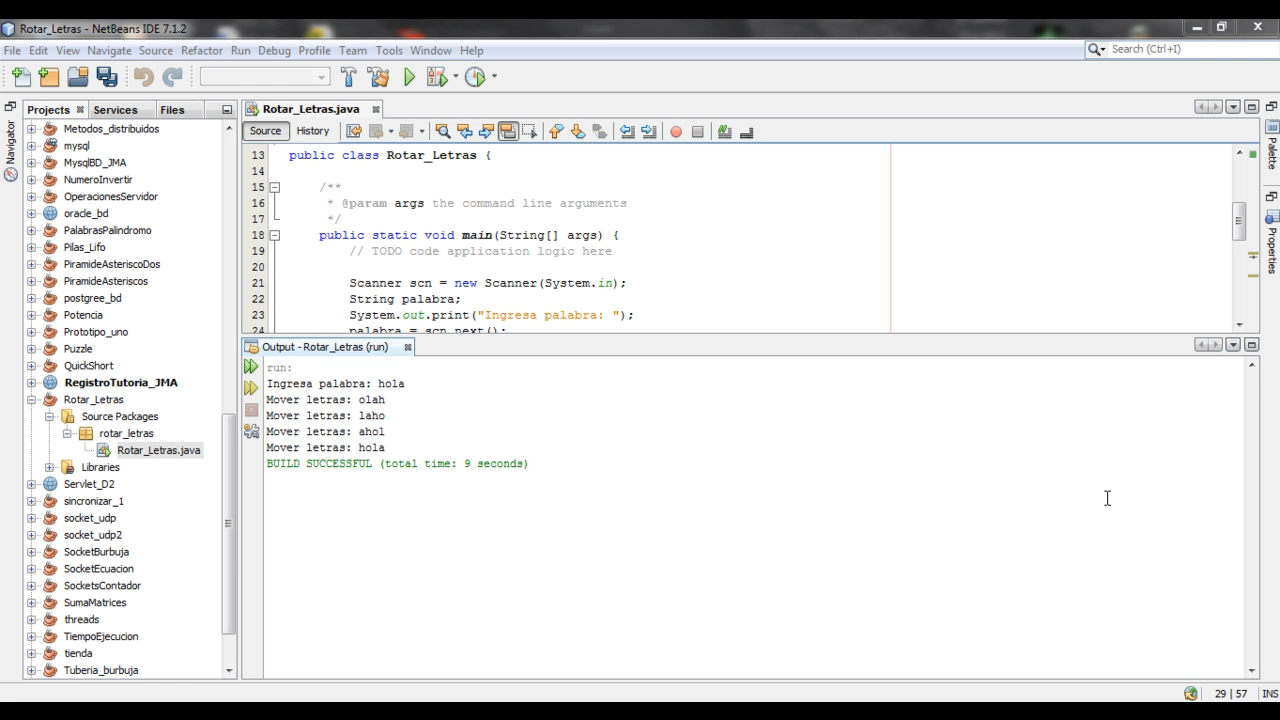 Rotar_Letras - NetBeans IDE 7.1.2
File Edit View Navigate Source Refactor Run Debug Profile Team Tools Window Help
Search (Ctrl+I)
Projects Services Files
Rotar_Letras.java
Navigator
Palette
Properties
Source History
Metodos_distribuidos
mysql
MysqlBD_JMA
NumeroInvertir
OperacionesServidor
oracle_bd
PalabrasPalindromo
Pilas_Lifo
PiramideAsteriscoDos
PiramideAsteriscos
postgree_bd
Potencia
Prototipo_uno
Puzzle
QuickShort
RegistroTutoria_JMA
Rotar_Letras
Source Packages
rotar_letras
Rotar_Letras.java
Libraries
Servlet_D2
sincronizar_1
socket_udp
socket_udp2
SocketBurbuja
SocketEcuacion
SocketsContador
SumaMatrices
threads
TiempoEjecucion
tienda
Tuberia_burbuja
13 public class Rotar_Letras {
14
15 /**
16 * @param args the command line arguments
17 */
18 public static void main(String[] args) {
19 // TODO code application logic here
20
21 Scanner scn = new Scanner(System.in);
22 String palabra;
23 System.out.print("Ingresa palabra: ");
24 palabra = scn.next();
Output - Rotar_Letras (run)
run:
Ingresa palabra: hola
Mover letras: olah
Mover letras: laho
Mover letras: ahol
Mover letras: hola
BUILD SUCCESSFUL (total time: 9 seconds)
29 | 57 INS